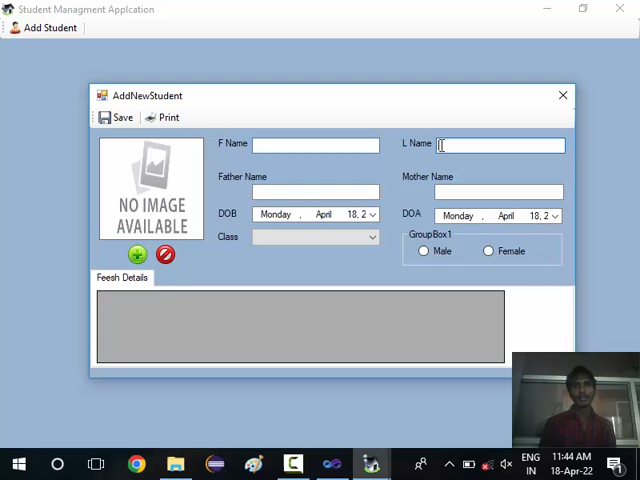 Student Managment Applcation
Add Student
AddNewStudent
Save Print
F Name L Name
NO IMAGE
AVAILABLE
Father Name Mother Name
DOB Monday , April 18, 2 DOA Monday , April 18, 2
Class GroupBox1
Male Female
Feesh Details
ENG 11:44 AM
IN 18-Apr-22
1